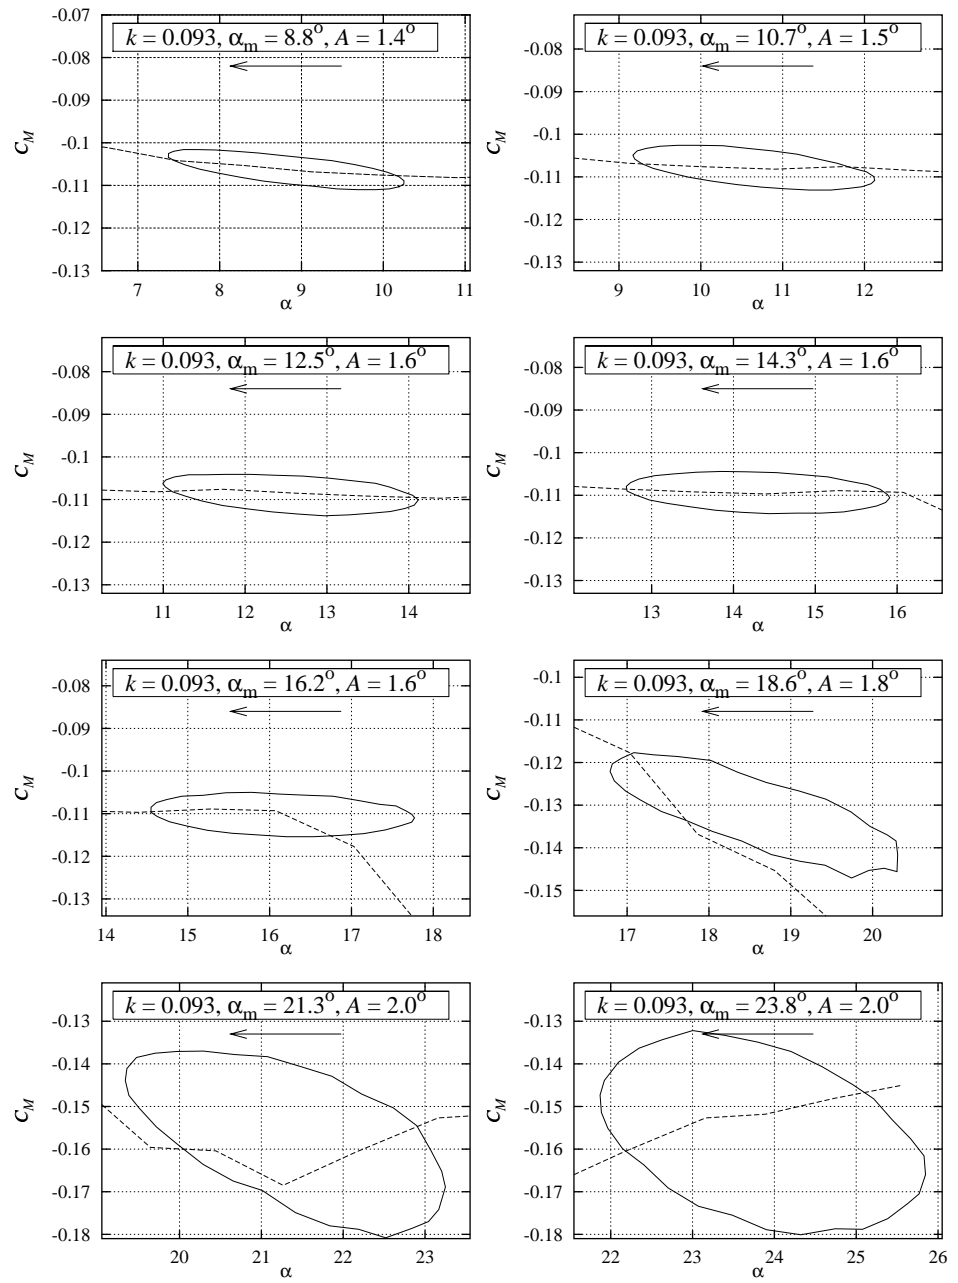 -0.07
k = 0.093, αm = 8.8°, A = 1.4°
-0.08
-0.09
-0.1
-0.11
-0.12
-0.13
CM
7 8 9 10 11
α
k = 0.093, αm = 10.7°, A = 1.5°
-0.08
-0.09
-0.1
-0.11
-0.12
-0.13
CM
9 10 11 12
α
k = 0.093, αm = 12.5°, A = 1.6°
-0.08
-0.09
-0.1
-0.11
-0.12
-0.13
CM
11 12 13 14
α
k = 0.093, αm = 14.3°, A = 1.6°
-0.08
-0.09
-0.1
-0.11
-0.12
-0.13
CM
13 14 15 16
α
k = 0.093, αm = 16.2°, A = 1.6°
-0.08
-0.09
-0.1
-0.11
-0.12
-0.13
CM
14 15 16 17 18
α
k = 0.093, αm = 18.6°, A = 1.8°
-0.1
-0.11
-0.12
-0.13
-0.14
-0.15
CM
17 18 19 20
α
k = 0.093, αm = 21.3°, A = 2.0°
-0.13
-0.14
-0.15
-0.16
-0.17
-0.18
CM
20 21 22 23
α
k = 0.093, αm = 23.8°, A = 2.0°
-0.13
-0.14
-0.15
-0.16
-0.17
-0.18
CM
22 23 24 25 26
α